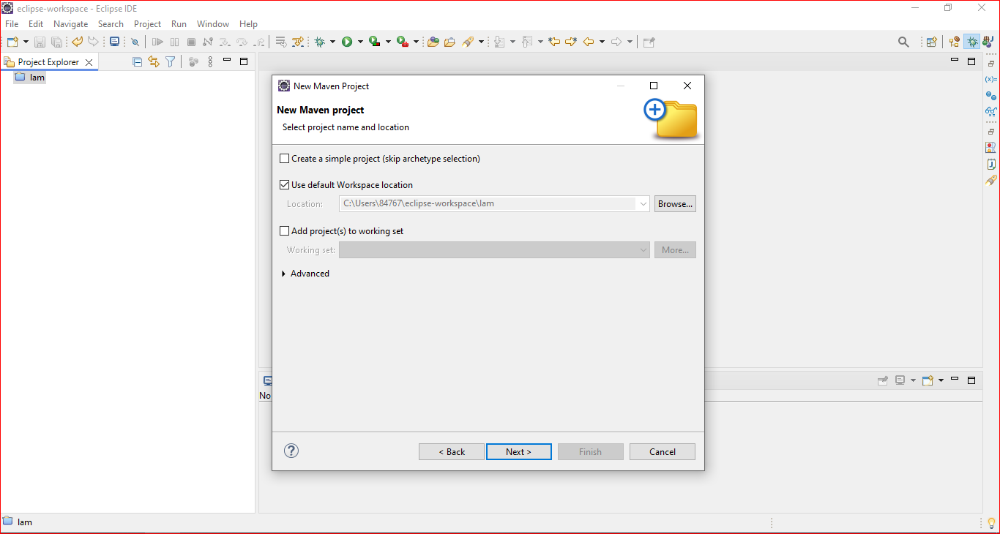 eclipse-workspace - Eclipse IDE
File Edit Navigate Search Project Run Window Help
Project Explorer
lam
New Maven Project
New Maven project
Select project name and location
Create a simple project (skip archetype selection)
Use default Workspace location
Location: C:\Users\84767\eclipse-workspace\lam Browse...
Add project(s) to working set
Working set: More...
Advanced
No
< Back Next > Finish Cancel
lam